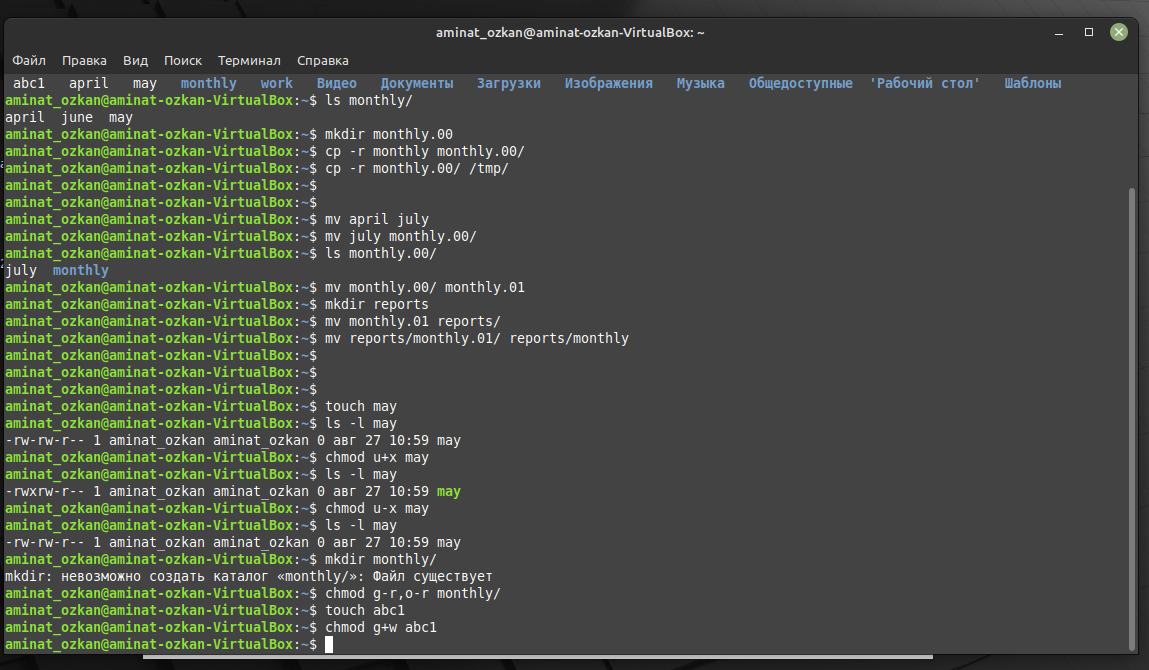 aminat_ozkan@aminat-ozkan-VirtualBox: ~
Файл Правка Вид Поиск Терминал Справка
abc1 april may monthly work Видео Документы Загрузки Изображения Музыка Общедоступные 'Рабочий стол' Шаблоны
aminat_ozkan@aminat-ozkan-VirtualBox:~$ ls monthly/
april june may
aminat_ozkan@aminat-ozkan-VirtualBox:~$ mkdir monthly.00
aminat_ozkan@aminat-ozkan-VirtualBox:~$ cp -r monthly monthly.00/
aminat_ozkan@aminat-ozkan-VirtualBox:~$ cp -r monthly.00/ /tmp/
aminat_ozkan@aminat-ozkan-VirtualBox:~$
aminat_ozkan@aminat-ozkan-VirtualBox:~$
aminat_ozkan@aminat-ozkan-VirtualBox:~$ mv april july
aminat_ozkan@aminat-ozkan-VirtualBox:~$ mv july monthly.00/
aminat_ozkan@aminat-ozkan-VirtualBox:~$ ls monthly.00/
july monthly
aminat_ozkan@aminat-ozkan-VirtualBox:~$ mv monthly.00/ monthly.01
aminat_ozkan@aminat-ozkan-VirtualBox:~$ mkdir reports
aminat_ozkan@aminat-ozkan-VirtualBox:~$ mv monthly.01 reports/
aminat_ozkan@aminat-ozkan-VirtualBox:~$ mv reports/monthly.01/ reports/monthly
aminat_ozkan@aminat-ozkan-VirtualBox:~$
aminat_ozkan@aminat-ozkan-VirtualBox:~$
aminat_ozkan@aminat-ozkan-VirtualBox:~$
aminat_ozkan@aminat-ozkan-VirtualBox:~$ touch may
aminat_ozkan@aminat-ozkan-VirtualBox:~$ ls -l may
-rw-rw-r-- 1 aminat_ozkan aminat_ozkan 0 авг 27 10:59 may
aminat_ozkan@aminat-ozkan-VirtualBox:~$ chmod u+x may
aminat_ozkan@aminat-ozkan-VirtualBox:~$ ls -l may
-rwxrw-r-- 1 aminat_ozkan aminat_ozkan 0 авг 27 10:59 may
aminat_ozkan@aminat-ozkan-VirtualBox:~$ chmod u-x may
aminat_ozkan@aminat-ozkan-VirtualBox:~$ ls -l may
-rw-rw-r-- 1 aminat_ozkan aminat_ozkan 0 авг 27 10:59 may
aminat_ozkan@aminat-ozkan-VirtualBox:~$ mkdir monthly/
mkdir: невозможно создать каталог «monthly/»: Файл существует
aminat_ozkan@aminat-ozkan-VirtualBox:~$ chmod g-r,o-r monthly/
aminat_ozkan@aminat-ozkan-VirtualBox:~$ touch abc1
aminat_ozkan@aminat-ozkan-VirtualBox:~$ chmod g+w abc1
aminat_ozkan@aminat-ozkan-VirtualBox:~$